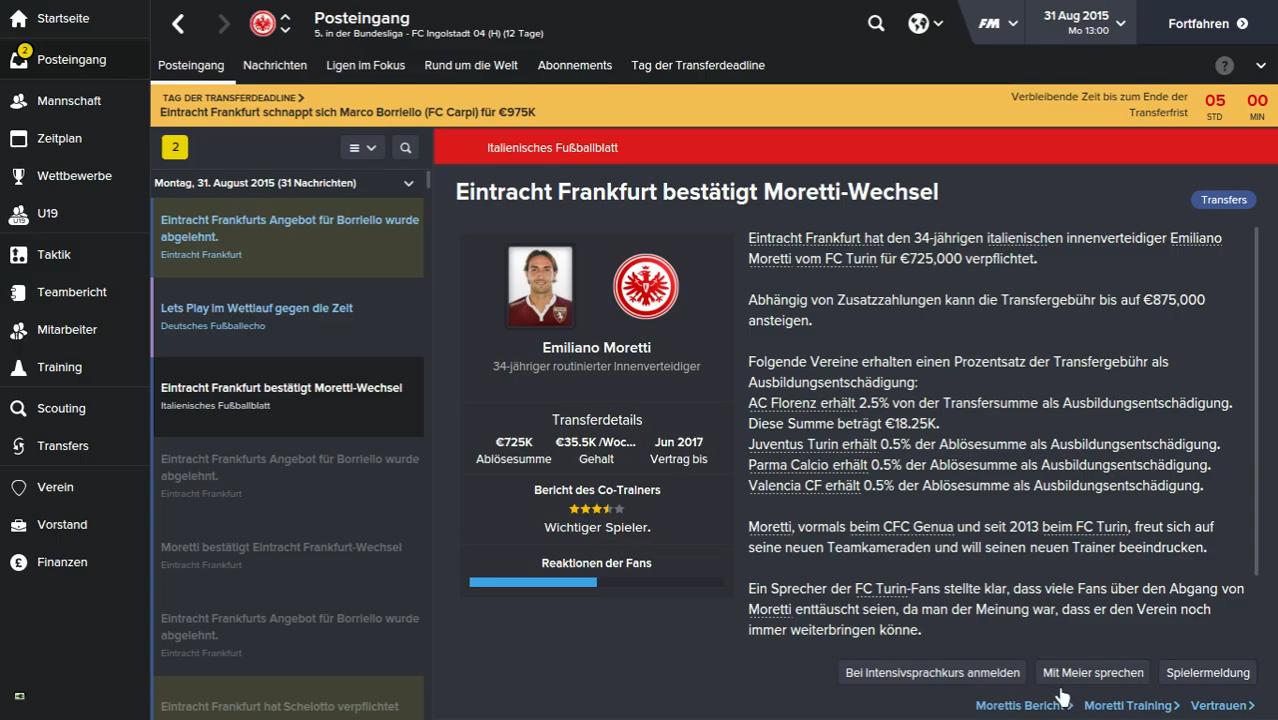 Startseite
2
Posteingang
Mannschaft
Zeitplan
Wettbewerbe
U19
U19
Taktik
Teambericht
Mitarbeiter
Training
Scouting
Transfers
Verein
Vorstand
Finanzen
Posteingang
5. in der Bundesliga - FC Ingolstadt 04 (H) (12 Tage)
FM
31 Aug 2015
Mo 13:00
Fortfahren
Posteingang
Nachrichten
Ligen im Fokus
Rund um die Welt
Abonnements
Tag der Transferdeadline
?
TAG DER TRANSFERDEADLINE
Eintracht Frankfurt schnappt sich Marco Borriello (FC Carpi) für €975K
Verbleibende Zeit bis zum Ende der
Transferfrist
05
STD
00
MIN
2
Montag, 31. August 2015 (31 Nachrichten)
Eintracht Frankfurts Angebot für Borriello wurde
abgelehnt.
Eintracht Frankfurt
Lets Play im Wettlauf gegen die Zeit
Deutsches Fußballecho
Eintracht Frankfurt bestätigt Moretti-Wechsel
Italienisches Fußballblatt
Eintracht Frankfurts Angebot für Borriello wurde
abgelehnt.
Eintracht Frankfurt
Moretti bestätigt Eintracht Frankfurt-Wechsel
Eintracht Frankfurt
Eintracht Frankfurts Angebot für Borriello wurde
abgelehnt.
Eintracht Frankfurt
Eintracht Frankfurt hat Schelotto verpflichtet
Italienisches Fußballblatt
Eintracht Frankfurt bestätigt Moretti-Wechsel
Transfers
Emiliano Moretti
34-jähriger routinierter Innenverteidiger
Transferdetails
€725K
Ablösesumme
€35.5K /Woc...
Gehalt
Jun 2017
Vertrag bis
Bericht des Co-Trainers
Wichtiger Spieler.
Reaktionen der Fans
Eintracht Frankfurt hat den 34-jährigen italienischen innenverteidiger Emiliano
Moretti vom FC Turin für €725,000 verpflichtet.
Abhängig von Zusatzzahlungen kann die Transfergebühr bis auf €875,000
ansteigen.
Folgende Vereine erhalten einen Prozentsatz der Transfergebühr als
Ausbildungsentschädigung:
AC Florenz erhält 2.5% von der Transfersumme als Ausbildungsentschädigung.
Diese Summe beträgt €18.25K.
Juventus Turin erhält 0.5% der Ablösesumme als Ausbildungsentschädigung.
Parma Calcio erhält 0.5% der Ablösesumme als Ausbildungsentschädigung.
Valencia CF erhält 0.5% der Ablösesumme als Ausbildungsentschädigung.
Moretti, vormals beim CFC Genua und seit 2013 beim FC Turin, freut sich auf
seine neuen Teamkameraden und will seinen neuen Trainer beeindrucken.
Ein Sprecher der FC Turin-Fans stellte klar, dass viele Fans über den Abgang von
Moretti enttäuscht seien, da man der Meinung war, dass er den Verein noch
immer weiterbringen könne.
Bei Intensivsprachkurs anmelden
Mit Meier sprechen
Spielermeldung
Morettis Bericht
Moretti Training
Vertrauen